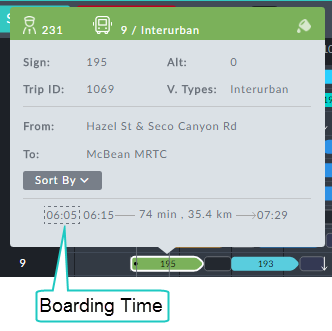 231 9 / Interurban
Sign: 195 Alt: 0
Trip ID: 1069 V. Types: Interurban
From: Hazel St & Seco Canyon Rd
To: McBean MRTC
Sort By
06:05 06:15 74 min , 35.4 km 07:29
9 195 193
Boarding Time